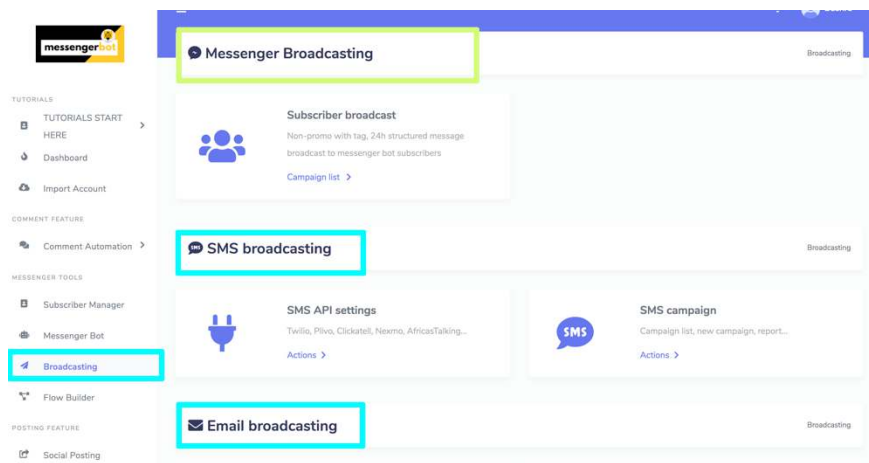 messengerbot
TUTORIALS
TUTORIALS START
HERE
Dashboard
Import Account
COMMENT FEATURE
Comment Automation
MESSENGER TOOLS
Subscriber Manager
Messenger Bot
Broadcasting
Flow Builder
POSTING FEATURE
Social Posting
Messenger Broadcasting
Broadcasting
Subscriber broadcast
Non-promo with tag, 24h structured message
broadcast to messenger bot subscribers
Campaign list
SMS broadcasting
Broadcasting
SMS API settings
Twilio, Plivo, Clickatell, Nexmo, AfricasTalking...
Actions
SMS
SMS campaign
Campaign list, new campaign, report...
Actions
Email broadcasting
Broadcasting